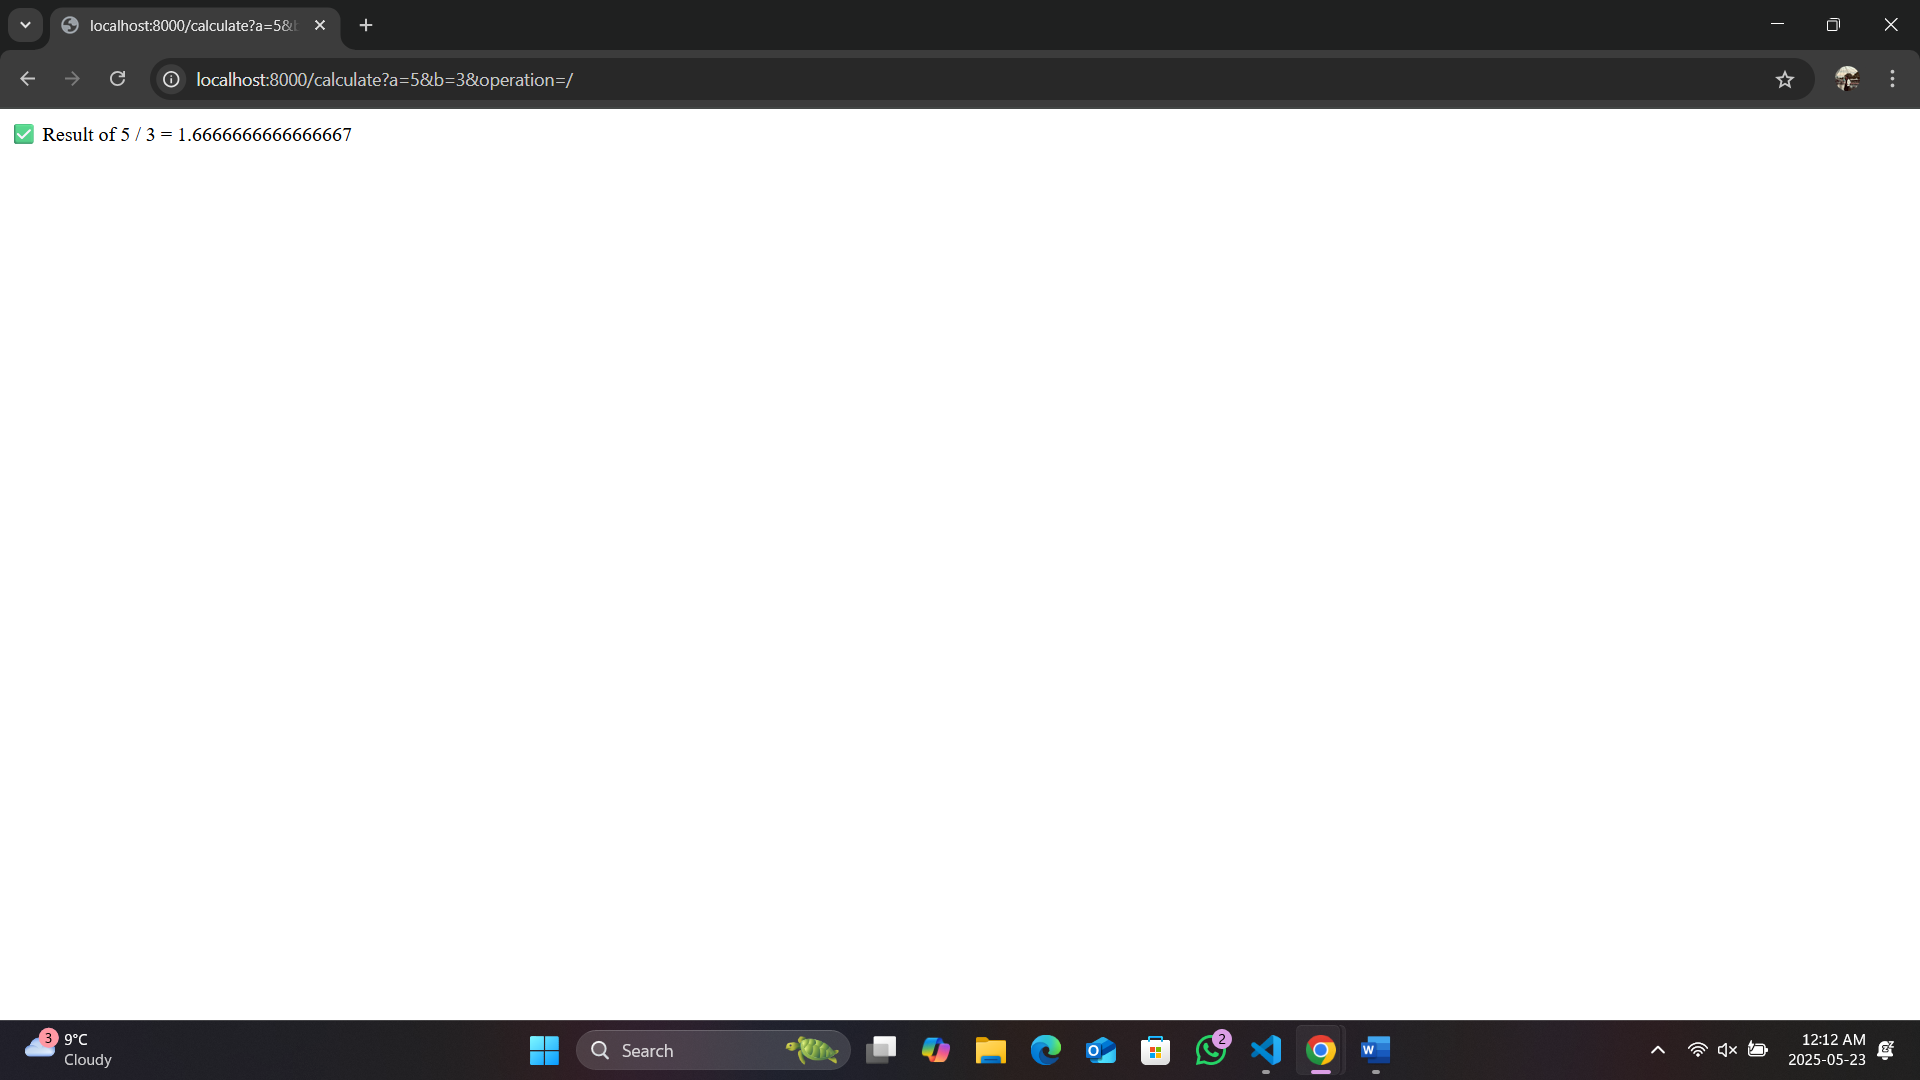 localhost:8000/calculate?a=5&b
localhost:8000/calculate?a=5&b=3&operation=/
✅ Result of 5 / 3 = 1.6666666666666667
3
9°C
Cloudy
Search
2
12:12 AM
2025-05-23